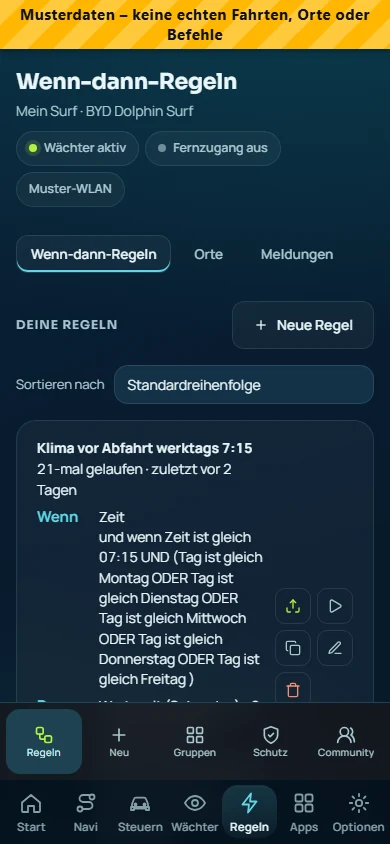 Musterdaten – keine echten Fahrten, Orte oder
Befehle
Wenn-dann-Regeln
Mein Surf · BYD Dolphin Surf
Wächter aktiv
Fernzugang aus
Muster-WLAN
Wenn-dann-Regeln
Orte
Meldungen
DEINE REGELN
+ Neue Regel
Sortieren nach
Standardreihenfolge
Klima vor Abfahrt werktags 7:15
21-mal gelaufen · zuletzt vor 2
Tagen
Wenn
Zeit
und wenn Zeit ist gleich
07:15 UND (Tag ist gleich
Montag ODER Tag ist
gleich Dienstag ODER
Tag ist gleich Mittwoch
ODER Tag ist gleich
Donnerstag ODER Tag ist
gleich Freitag )
Regeln
Neu
Gruppen
Schutz
Community
Start
Navi
Steuern
Wächter
Regeln
Apps
Optionen